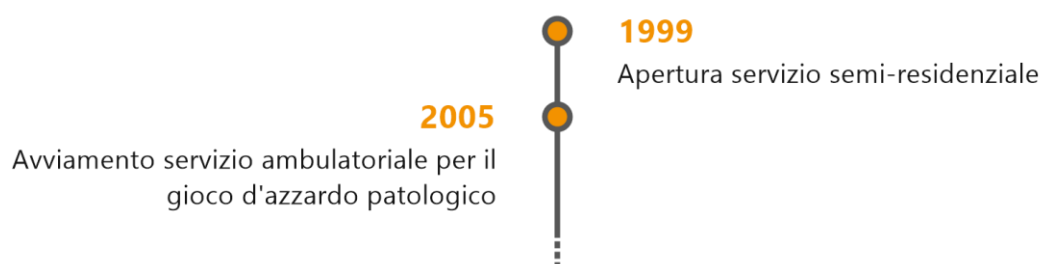 1999
Apertura servizio semi-residenziale
2005
Avviamento servizio ambulatoriale per il
gioco d'azzardo patologico